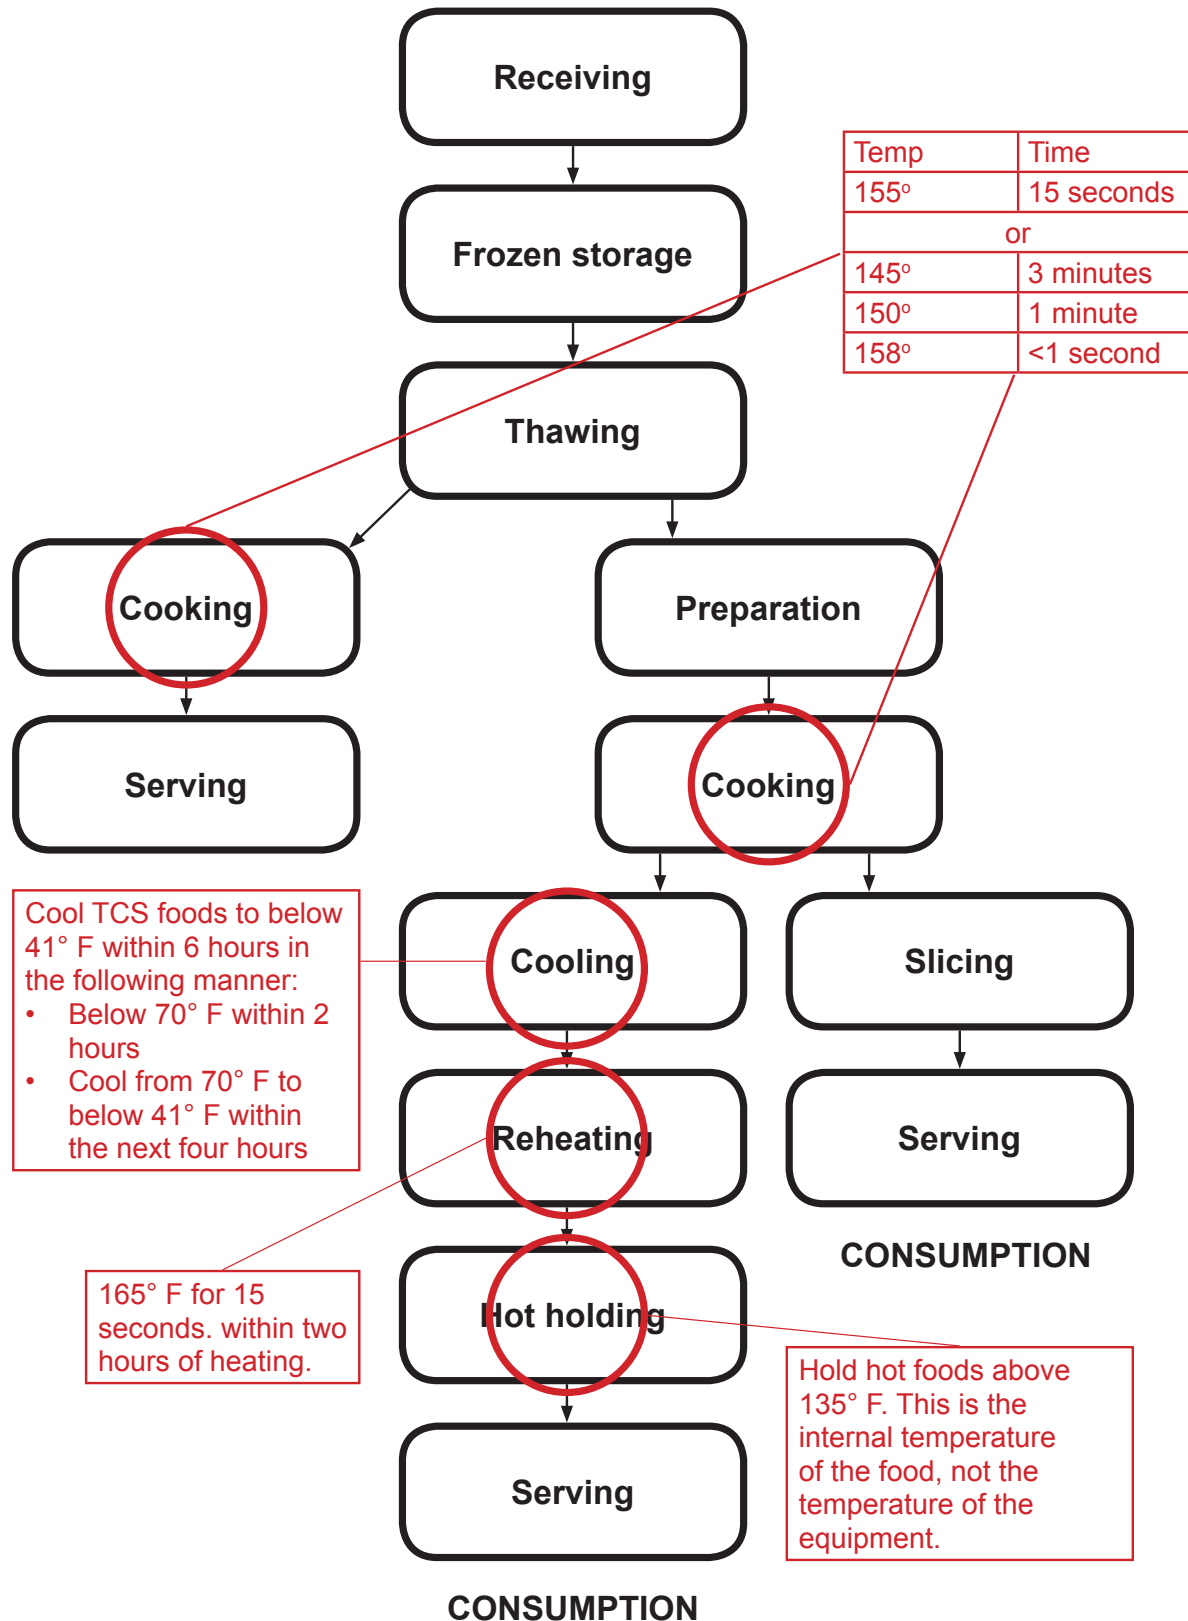 Receiving
Temp Time
155° 15 seconds
or
145° 3 minutes
150° 1 minute
158° <1 second
Frozen storage
Thawing
Cooking
Preparation
Serving
Cooking
Cool TCS foods to below
41° F within 6 hours in
the following manner:
• Below 70° F within 2
hours
• Cool from 70° F to
below 41° F within
the next four hours
Cooling
Slicing
Reheating
Serving
CONSUMPTION
165° F for 15
seconds. within two
hours of heating.
Hot holding
Hold hot foods above
135° F. This is the
internal temperature
of the food, not the
temperature of the
equipment.
Serving
CONSUMPTION